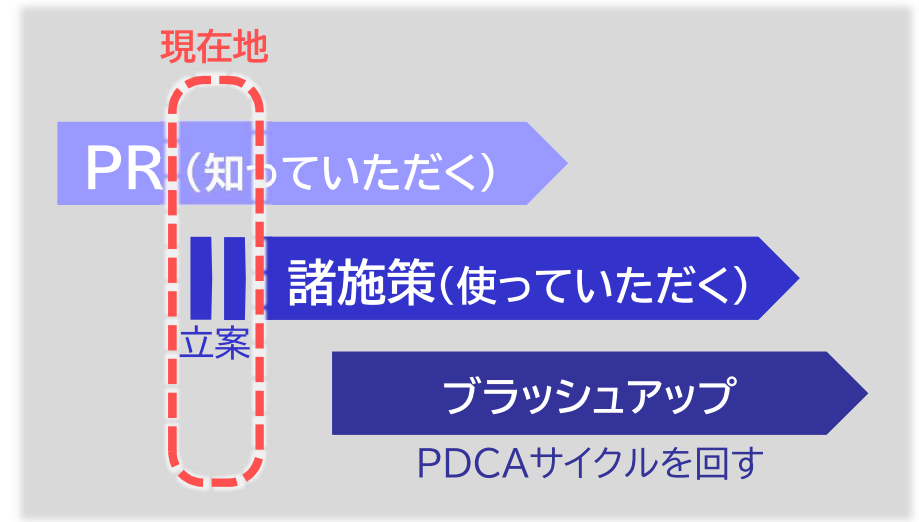 現在地
PR（知っていただく）
諸施策（使っていただく）
立案
ブラッシュアップ
PDCAサイクルを回す